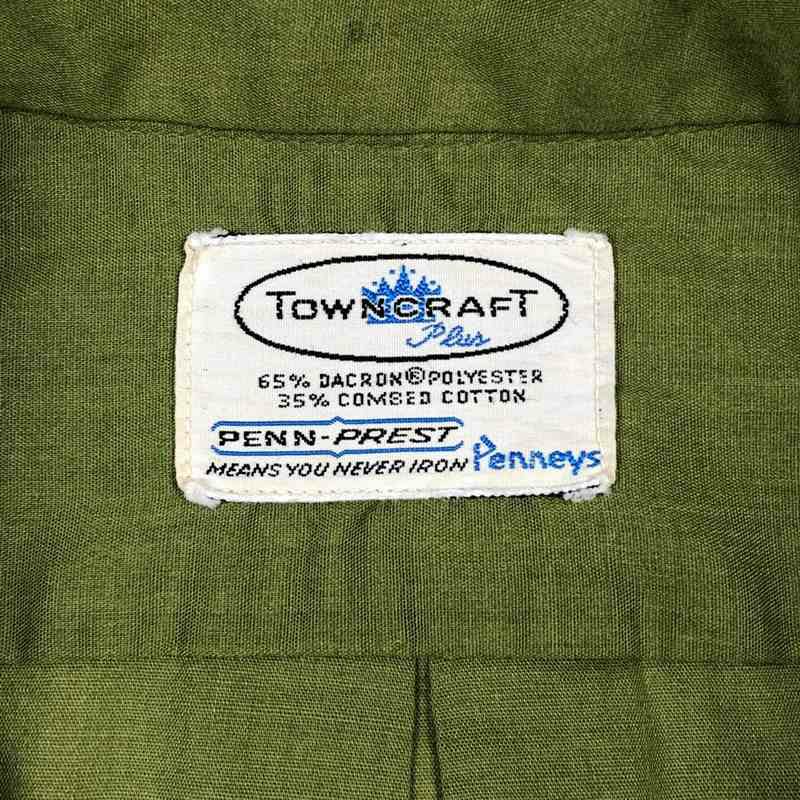 TOWNCRAFT
Plus
65% DACRON® POLYESTER
35% COMBED COTTON
PENN-PREST
MEANS YOU NEVER IRON Penneys